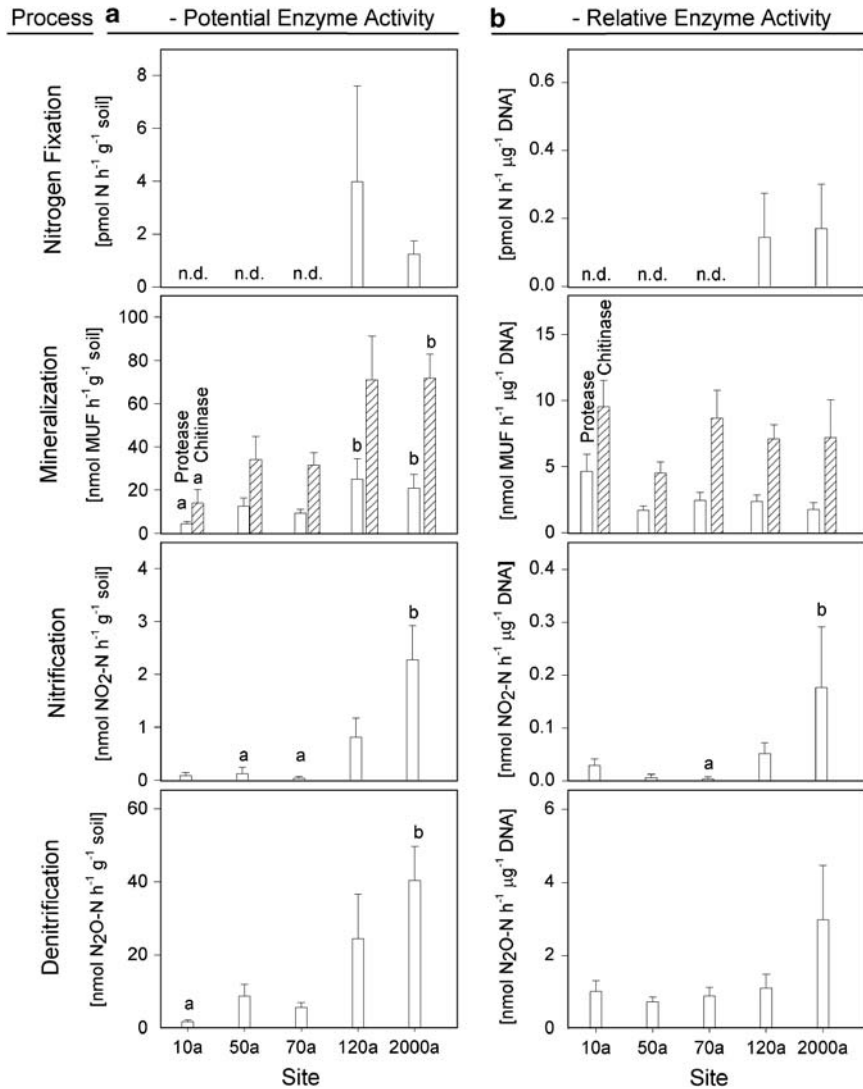 Process a - Potential Enzyme Activity b - Relative Enzyme Activity
Nitrogen Fixation
[pmol N h⁻¹ g⁻¹ soil]
8
6
4
2
0
n.d. n.d. n.d.
[pmol N h⁻¹ µg⁻¹ DNA]
0.6
0.4
0.2
0.0
n.d. n.d. n.d.
Mineralization
[nmol MUF h⁻¹ g⁻¹ soil]
100
80
60
40
20
0
Protease
Chitinase
a a b b b
[nmol MUF h⁻¹ µg⁻¹ DNA]
15
10
5
0
Protease
Chitinase
Nitrification
[nmol NO₂-N h⁻¹ g⁻¹ soil]
4
3
2
1
0
a a b
[nmol NO₂-N h⁻¹ µg⁻¹ DNA]
0.4
0.3
0.2
0.1
0.0
a b
Denitrification
[nmol N₂O-N h⁻¹ g⁻¹ soil]
60
40
20
0
a b
[nmol N₂O-N h⁻¹ µg⁻¹ DNA]
6
4
2
0
10a 50a 70a 120a 2000a
Site
10a 50a 70a 120a 2000a
Site